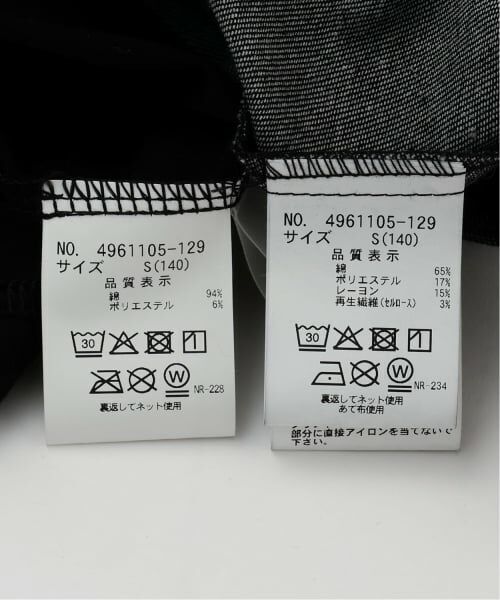 NO. 4961105-129
サイズ S(140)
品質表示
綿 94%
ポリエステル 6%
30
W
NR-228
裏返してネット使用
NO. 4961105-129
サイズ S(140)
品質表示
綿 65%
ポリエステル 17%
レーヨン 15%
再生繊維(セルロース) 3%
30
W
NR-234
裏返してネット使用
あて布使用
部分に直接アイロンを当てないで
下さい。